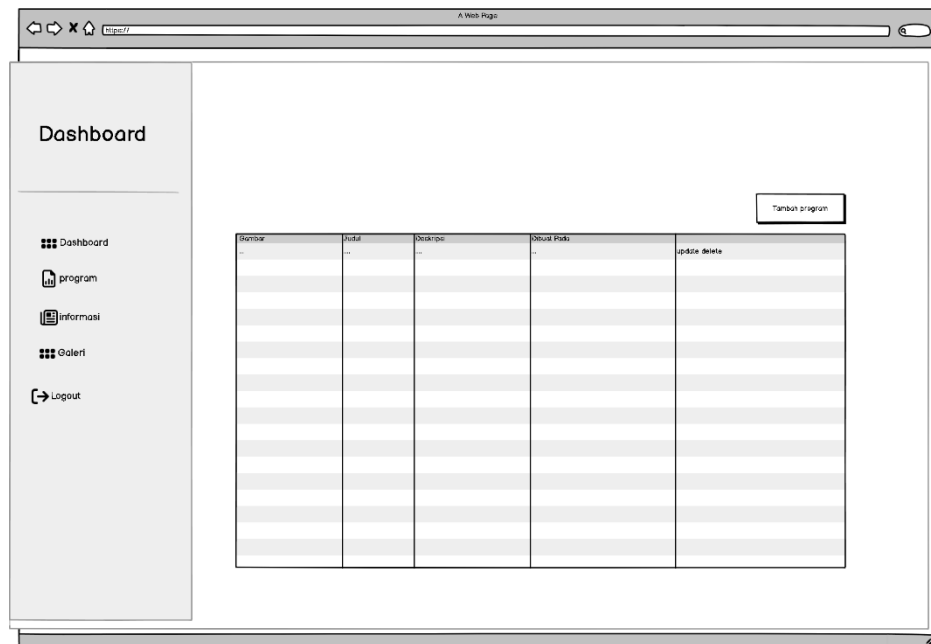 A Web Page
https://
Dashboard
Tambah program
Dashboard
program
informasi
Galeri
Logout
Gambar Judul Deskripsi Dibuat Pada
... ... ... ... update delete